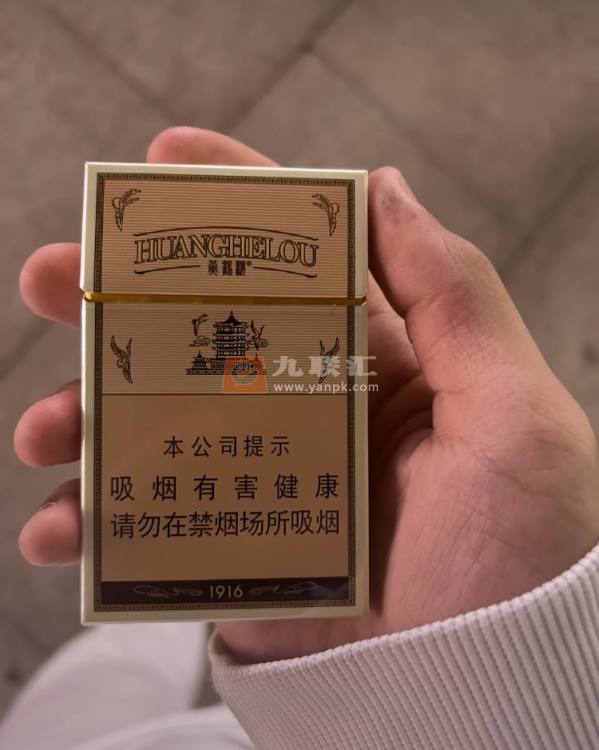 HUANGHELOU
黄鹤楼®
九联汇
www.yanpk.com
本公司提示
吸烟有害健康
请勿在禁烟场所吸烟
1916